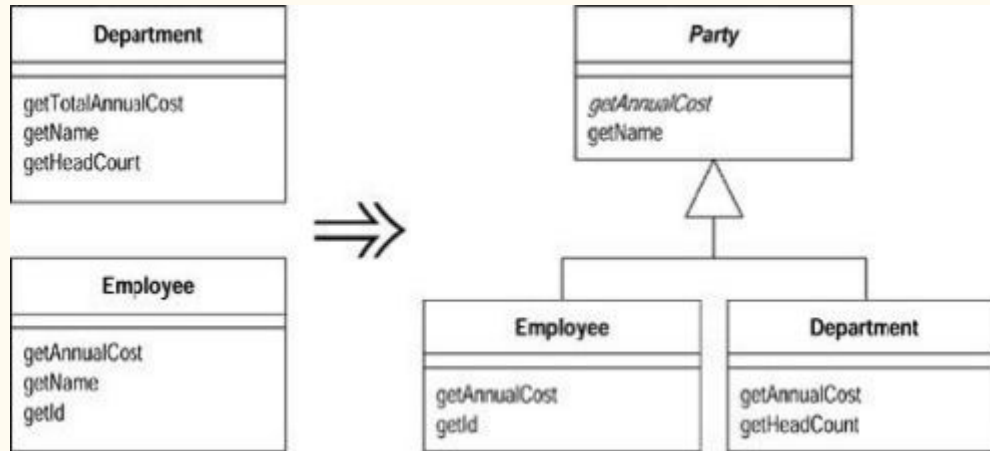 Department
getTotalAnnualCost
getName
getHeadCourt
Employee
getAnnualCost
getName
getId
Party
getAnnualCost
getName
Employee
getAnnualCost
getId
Department
getAnnualCost
getHeadCount